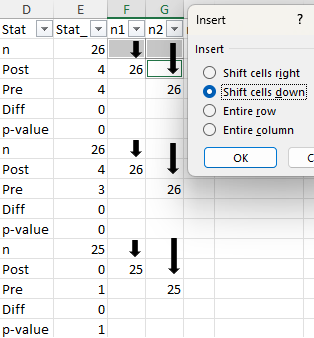 D E F G
Stat Stat_ n1 n2
n 26
Post 4 26
Pre 4 26
Diff 0
p-value 0
n 26
Post 4 26
Pre 3 26
Diff 0
p-value 0
n 25
Post 0 25
Pre 1 25
Diff 0
p-value 1
Insert
Insert
Shift cells right
Shift cells down
Entire row
Entire column
OK